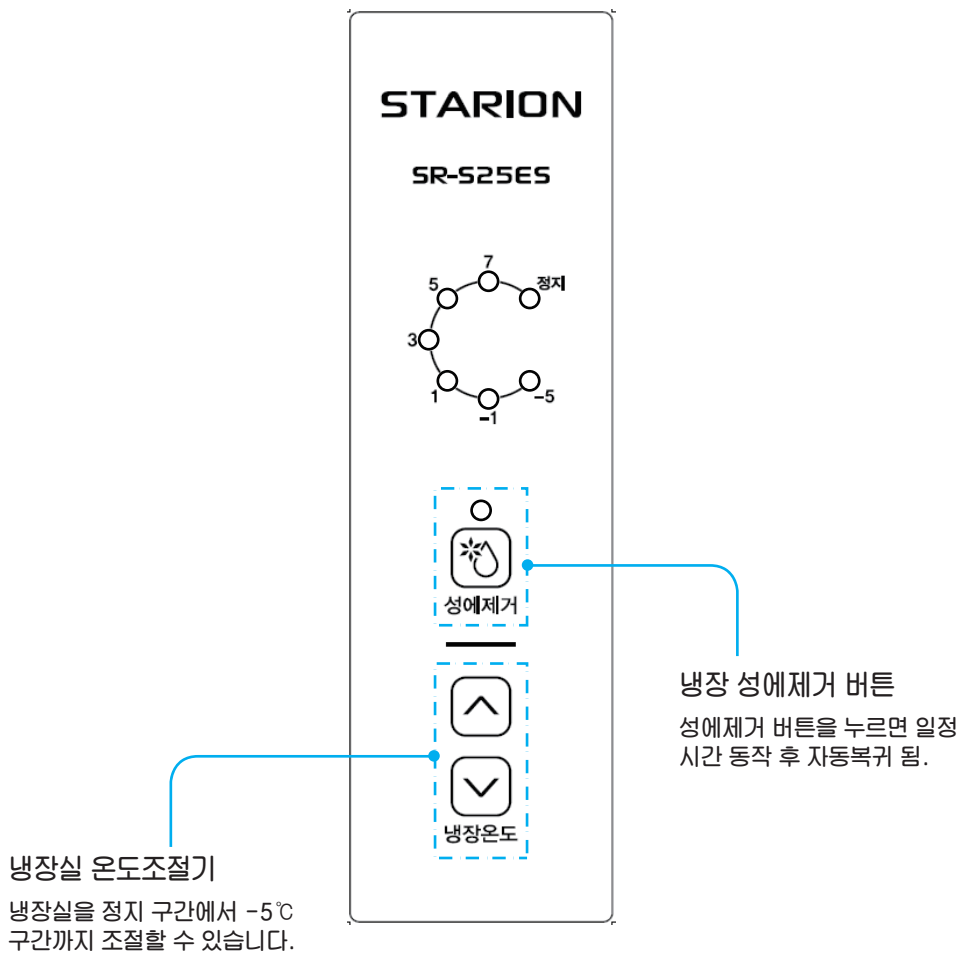 STARION
SR-S25ES
7
정지
5
3
1
-1
-5
성에제거
냉장온도
냉장 성에제거 버튼
성에제거 버튼을 누르면 일정
시간 동작 후 자동복귀 됨.
냉장실 온도조절기
냉장실을 정지 구간에서 -5℃
구간까지 조절할 수 있습니다.